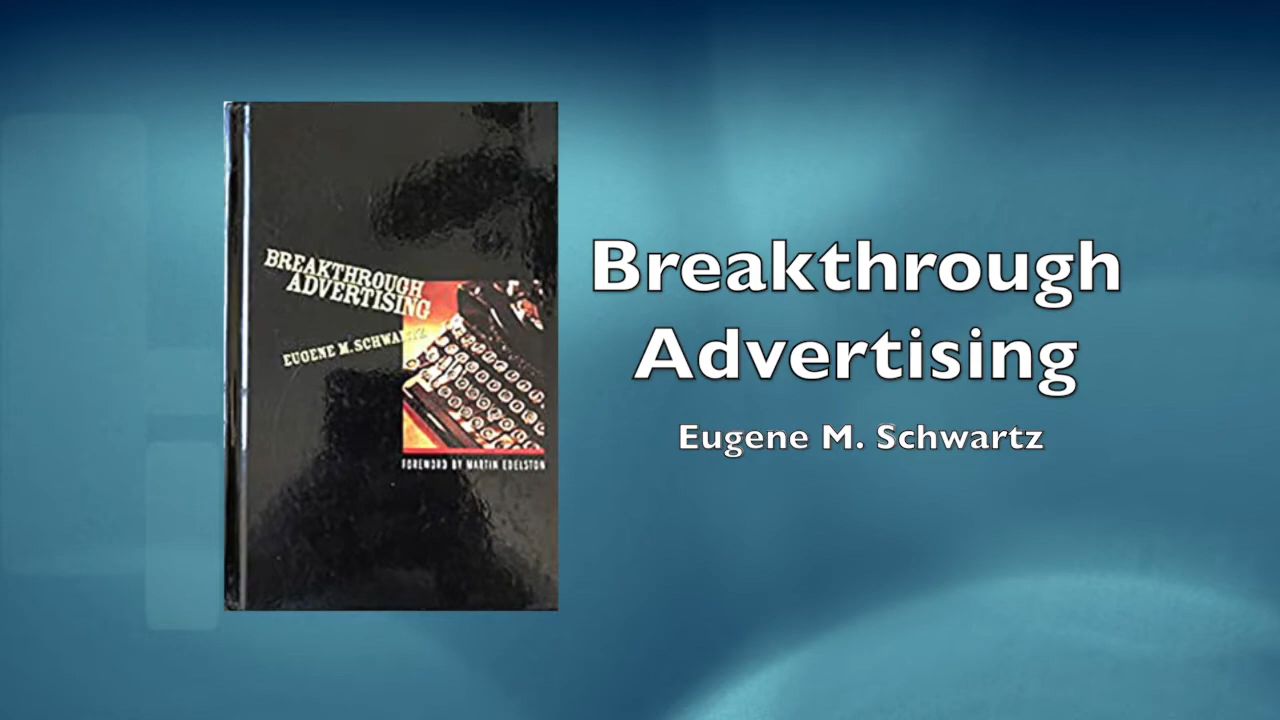 BREAKTHROUGH
ADVERTISING
EUGENE M. SCHWARTZ
FOREWORD BY MARTIN EDELSTON
Breakthrough
Advertising
Eugene M. Schwartz